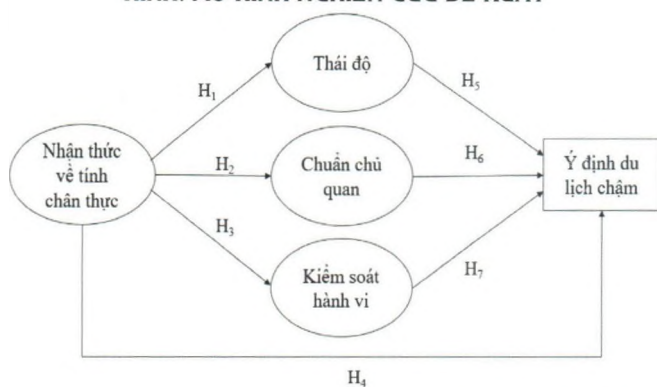 Thái độ
H₁
H₅
Nhận thức
về tính
chân thực
H₂
Chuẩn chủ
quan
H₆
Ý định du
lịch chậm
H₃
Kiểm soát
hành vi
H₇
H₄